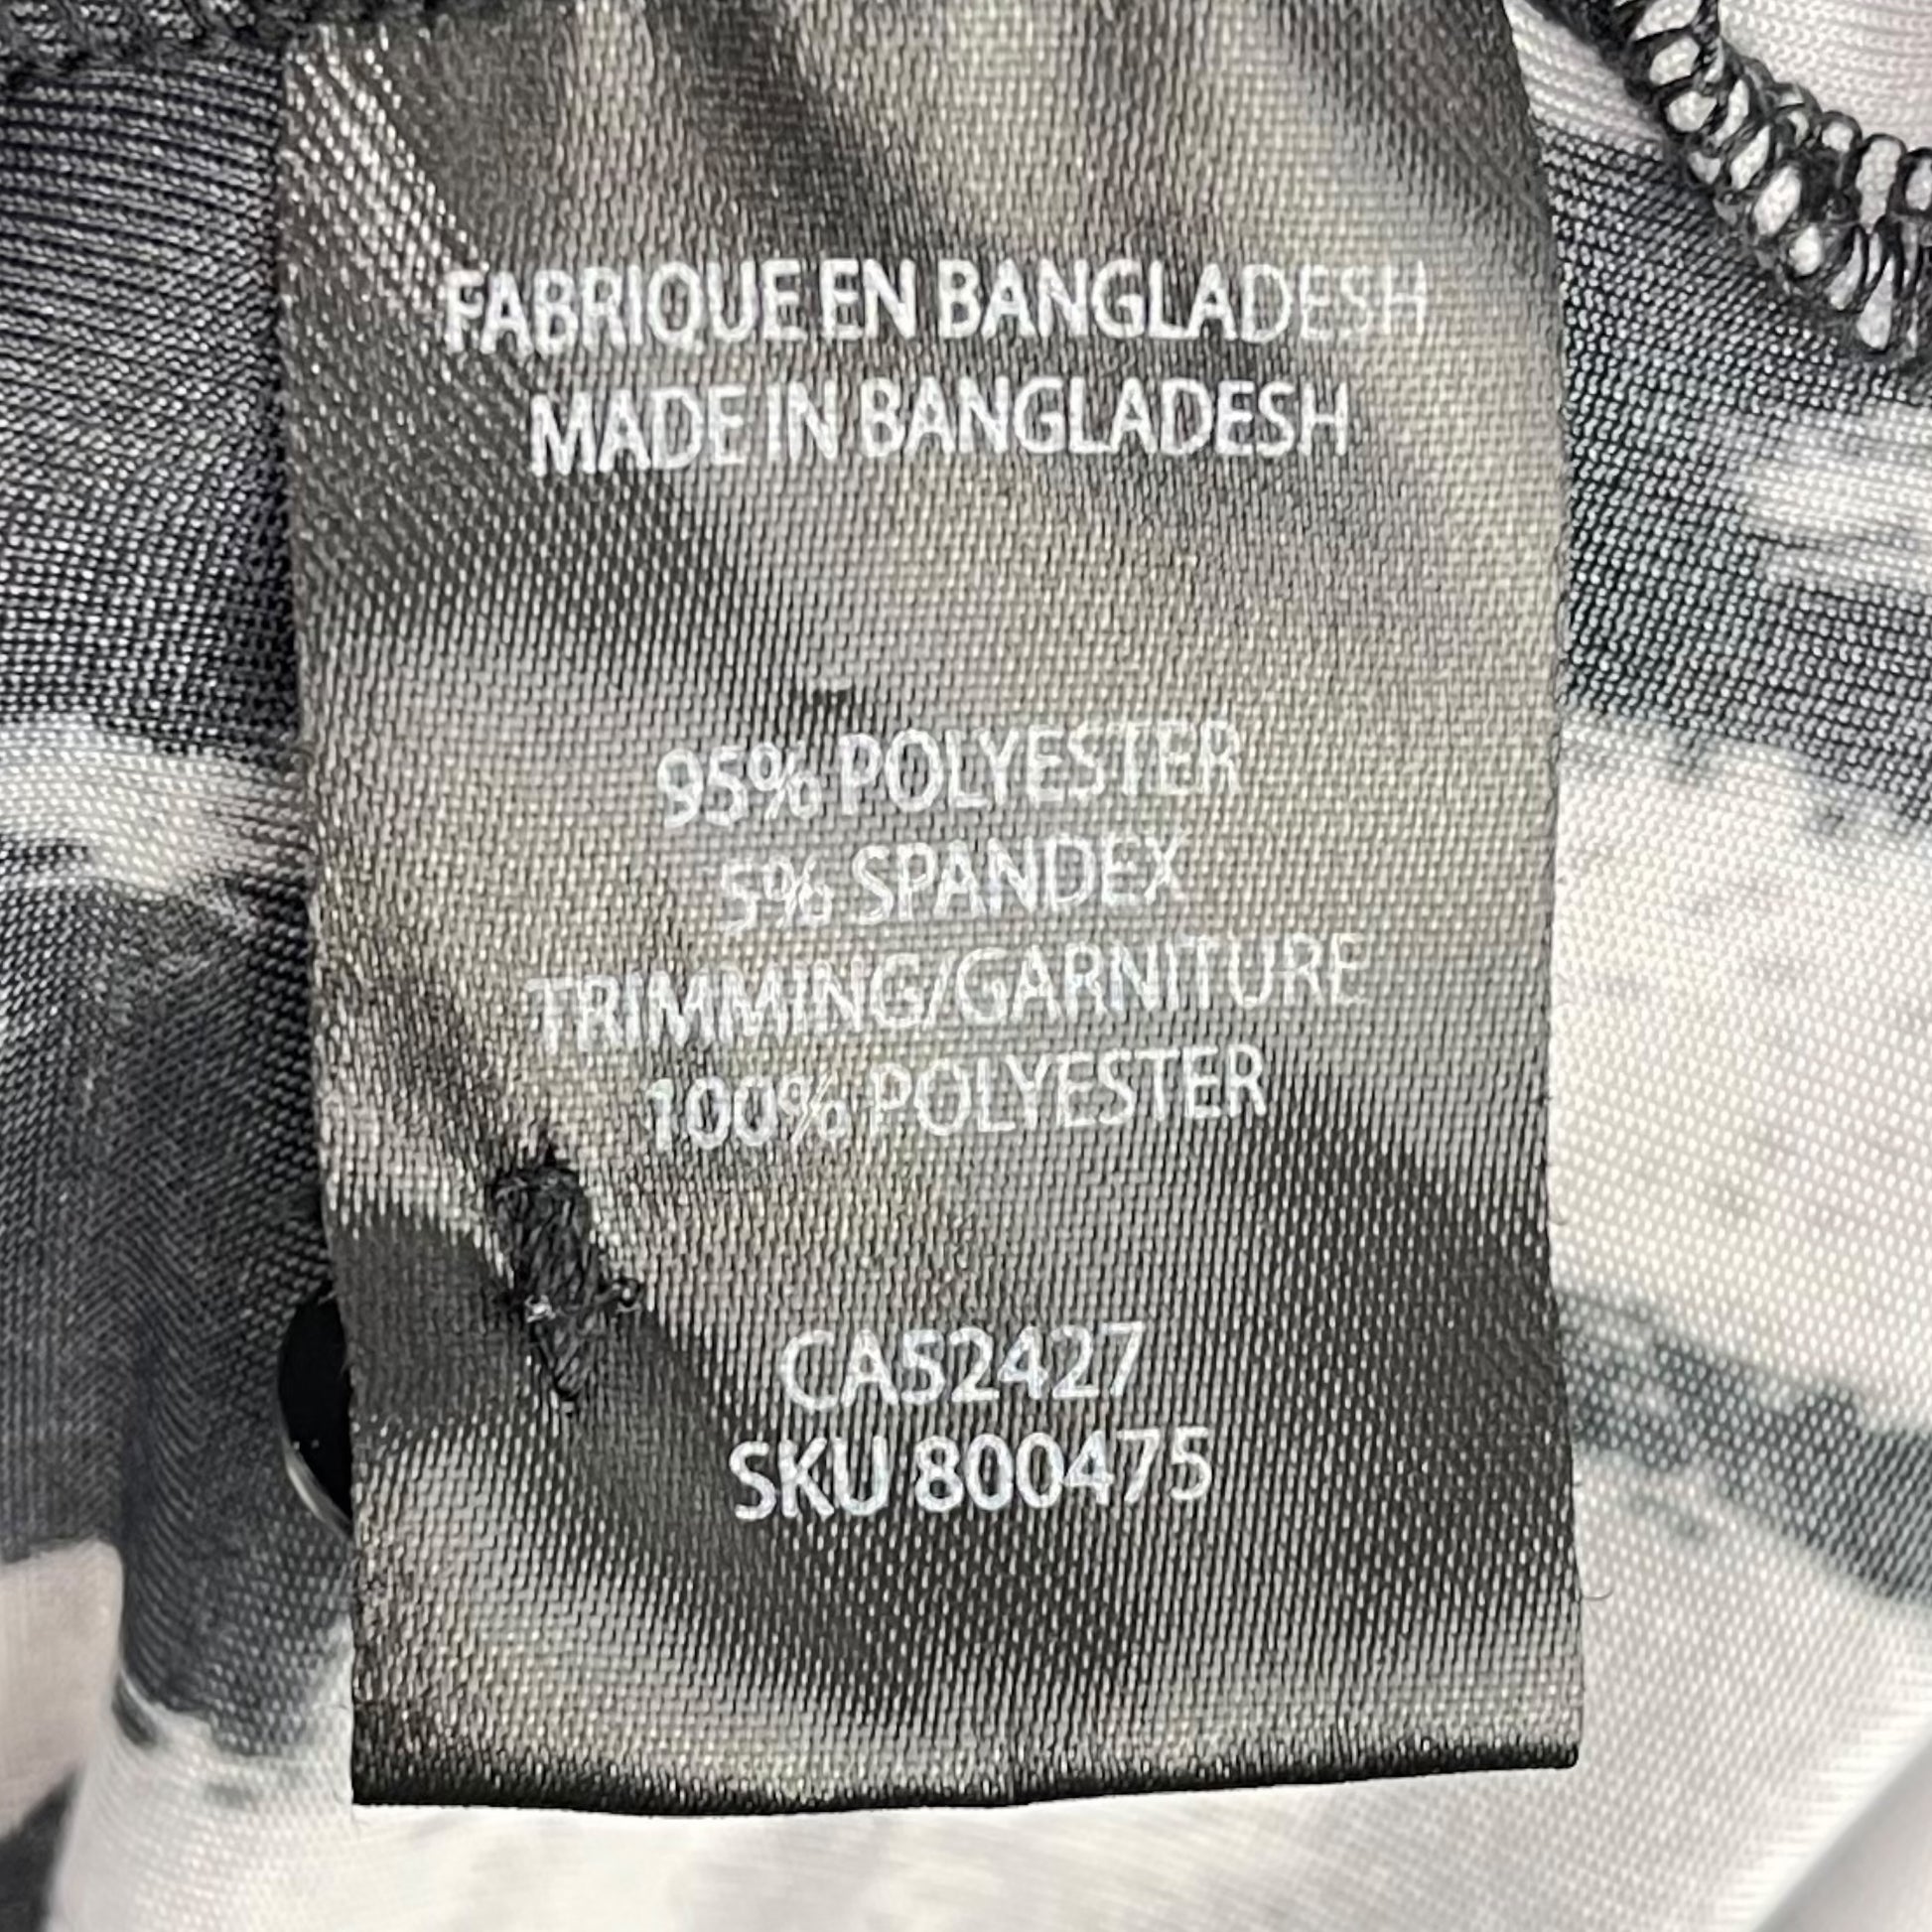 FABRIQUE EN BANGLADESH
MADE IN BANGLADESH
95% POLYESTER
5% SPANDEX
TRIMMING/GARNITURE
100% POLYESTER
CA52427
SKU 800475